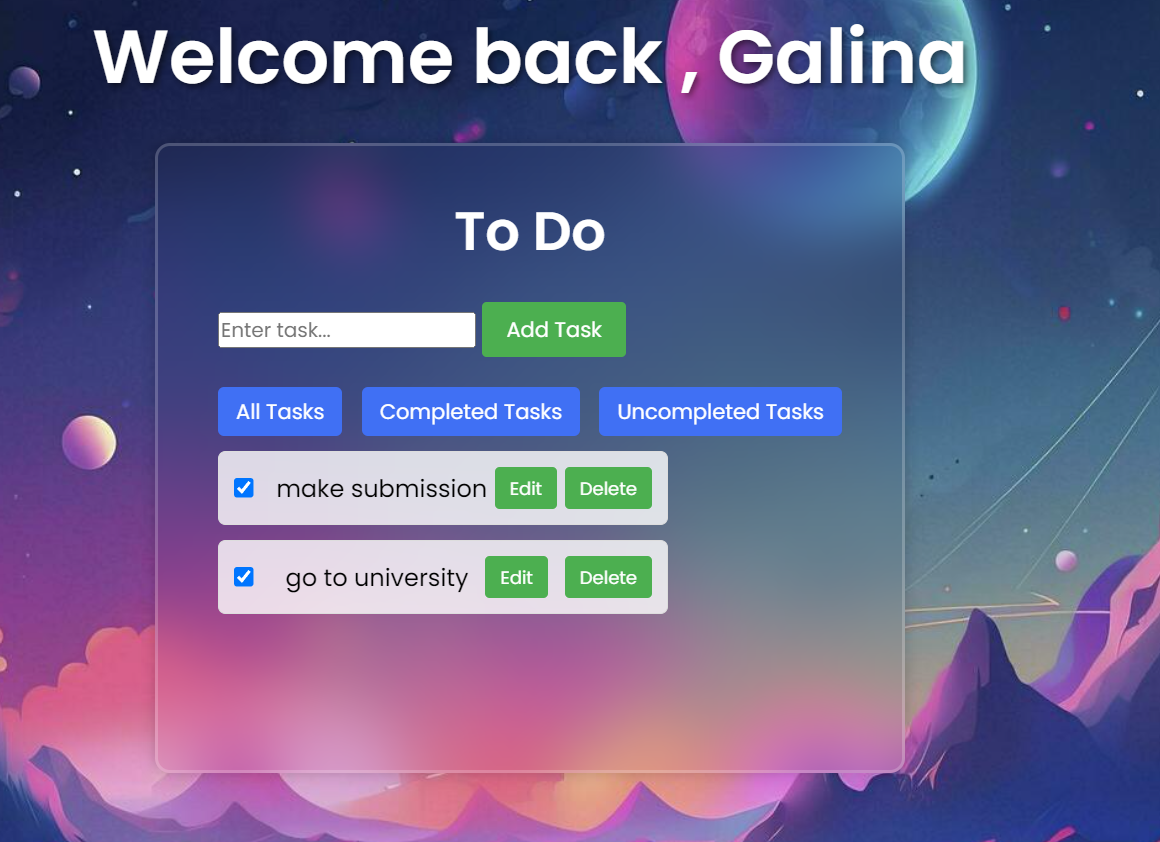 Welcome back , Galina
To Do
Enter task... Add Task
All Tasks Completed Tasks Uncompleted Tasks
make submission Edit Delete
go to university Edit Delete